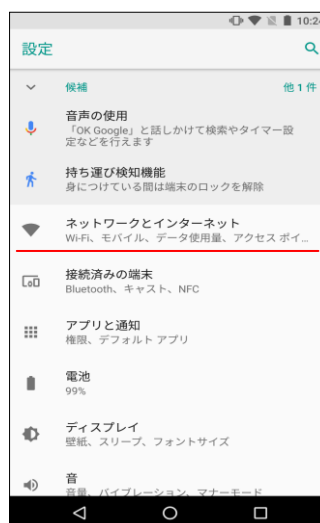 10:24
設定
候補
他 1 件
音声の使用
「OK Google」と話しかけて検索やタイマー設
定などを行えます
持ち運び検知機能
身につけている間は端末のロックを解除
ネットワークとインターネット
Wi-Fi、モバイル、データ使用量、アクセス ポイ...
接続済みの端末
Bluetooth、キャスト、NFC
アプリと通知
権限、デフォルト アプリ
電池
99%
ディスプレイ
壁紙、スリープ、フォントサイズ
音
音量、バイブレーション、マナーモード